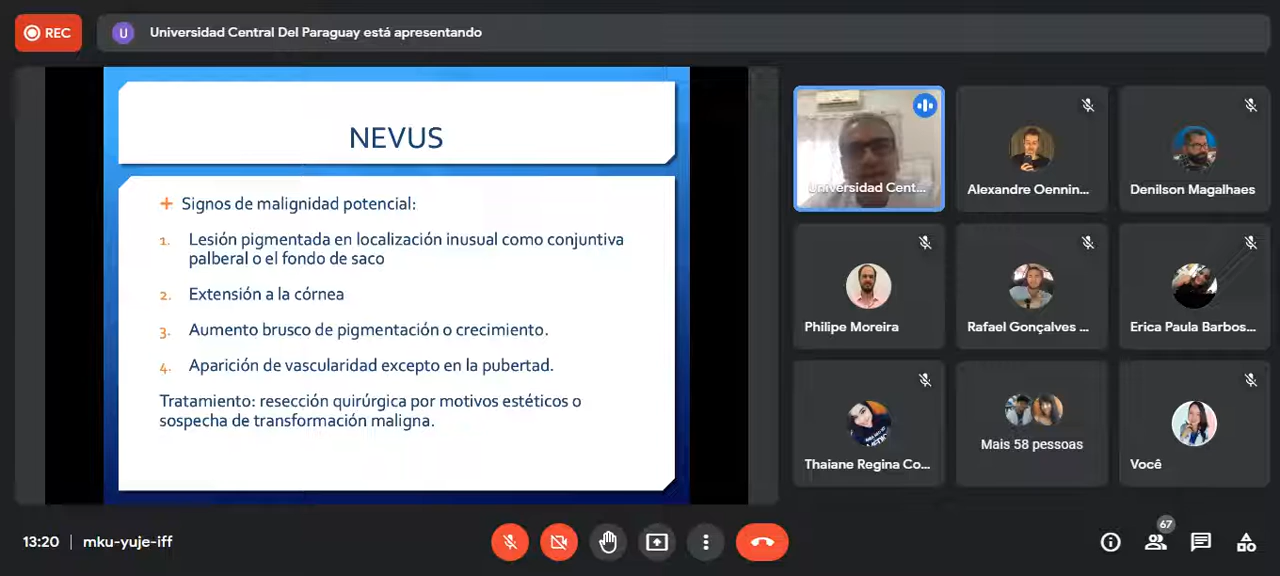 REC
U
Universidad Central Del Paraguay está apresentando
NEVUS
+ Signos de malignidad potencial:
1. Lesión pigmentada en localización inusual como conjuntiva
palberal o el fondo de saco
2. Extensión a la córnea
3. Aumento brusco de pigmentación o crecimiento.
4. Aparición de vascularidad excepto en la pubertad.
Tratamiento: resección quirúrgica por motivos estéticos o
sospecha de transformación maligna.
Universidad Cent...
Alexandre Oennin...
Denilson Magalhaes
Philipe Moreira
Rafael Gonçalves ...
Erica Paula Barbos...
Thaiane Regina Co...
Mais 58 pessoas
Você
13:20 | mku-yuje-iff
67